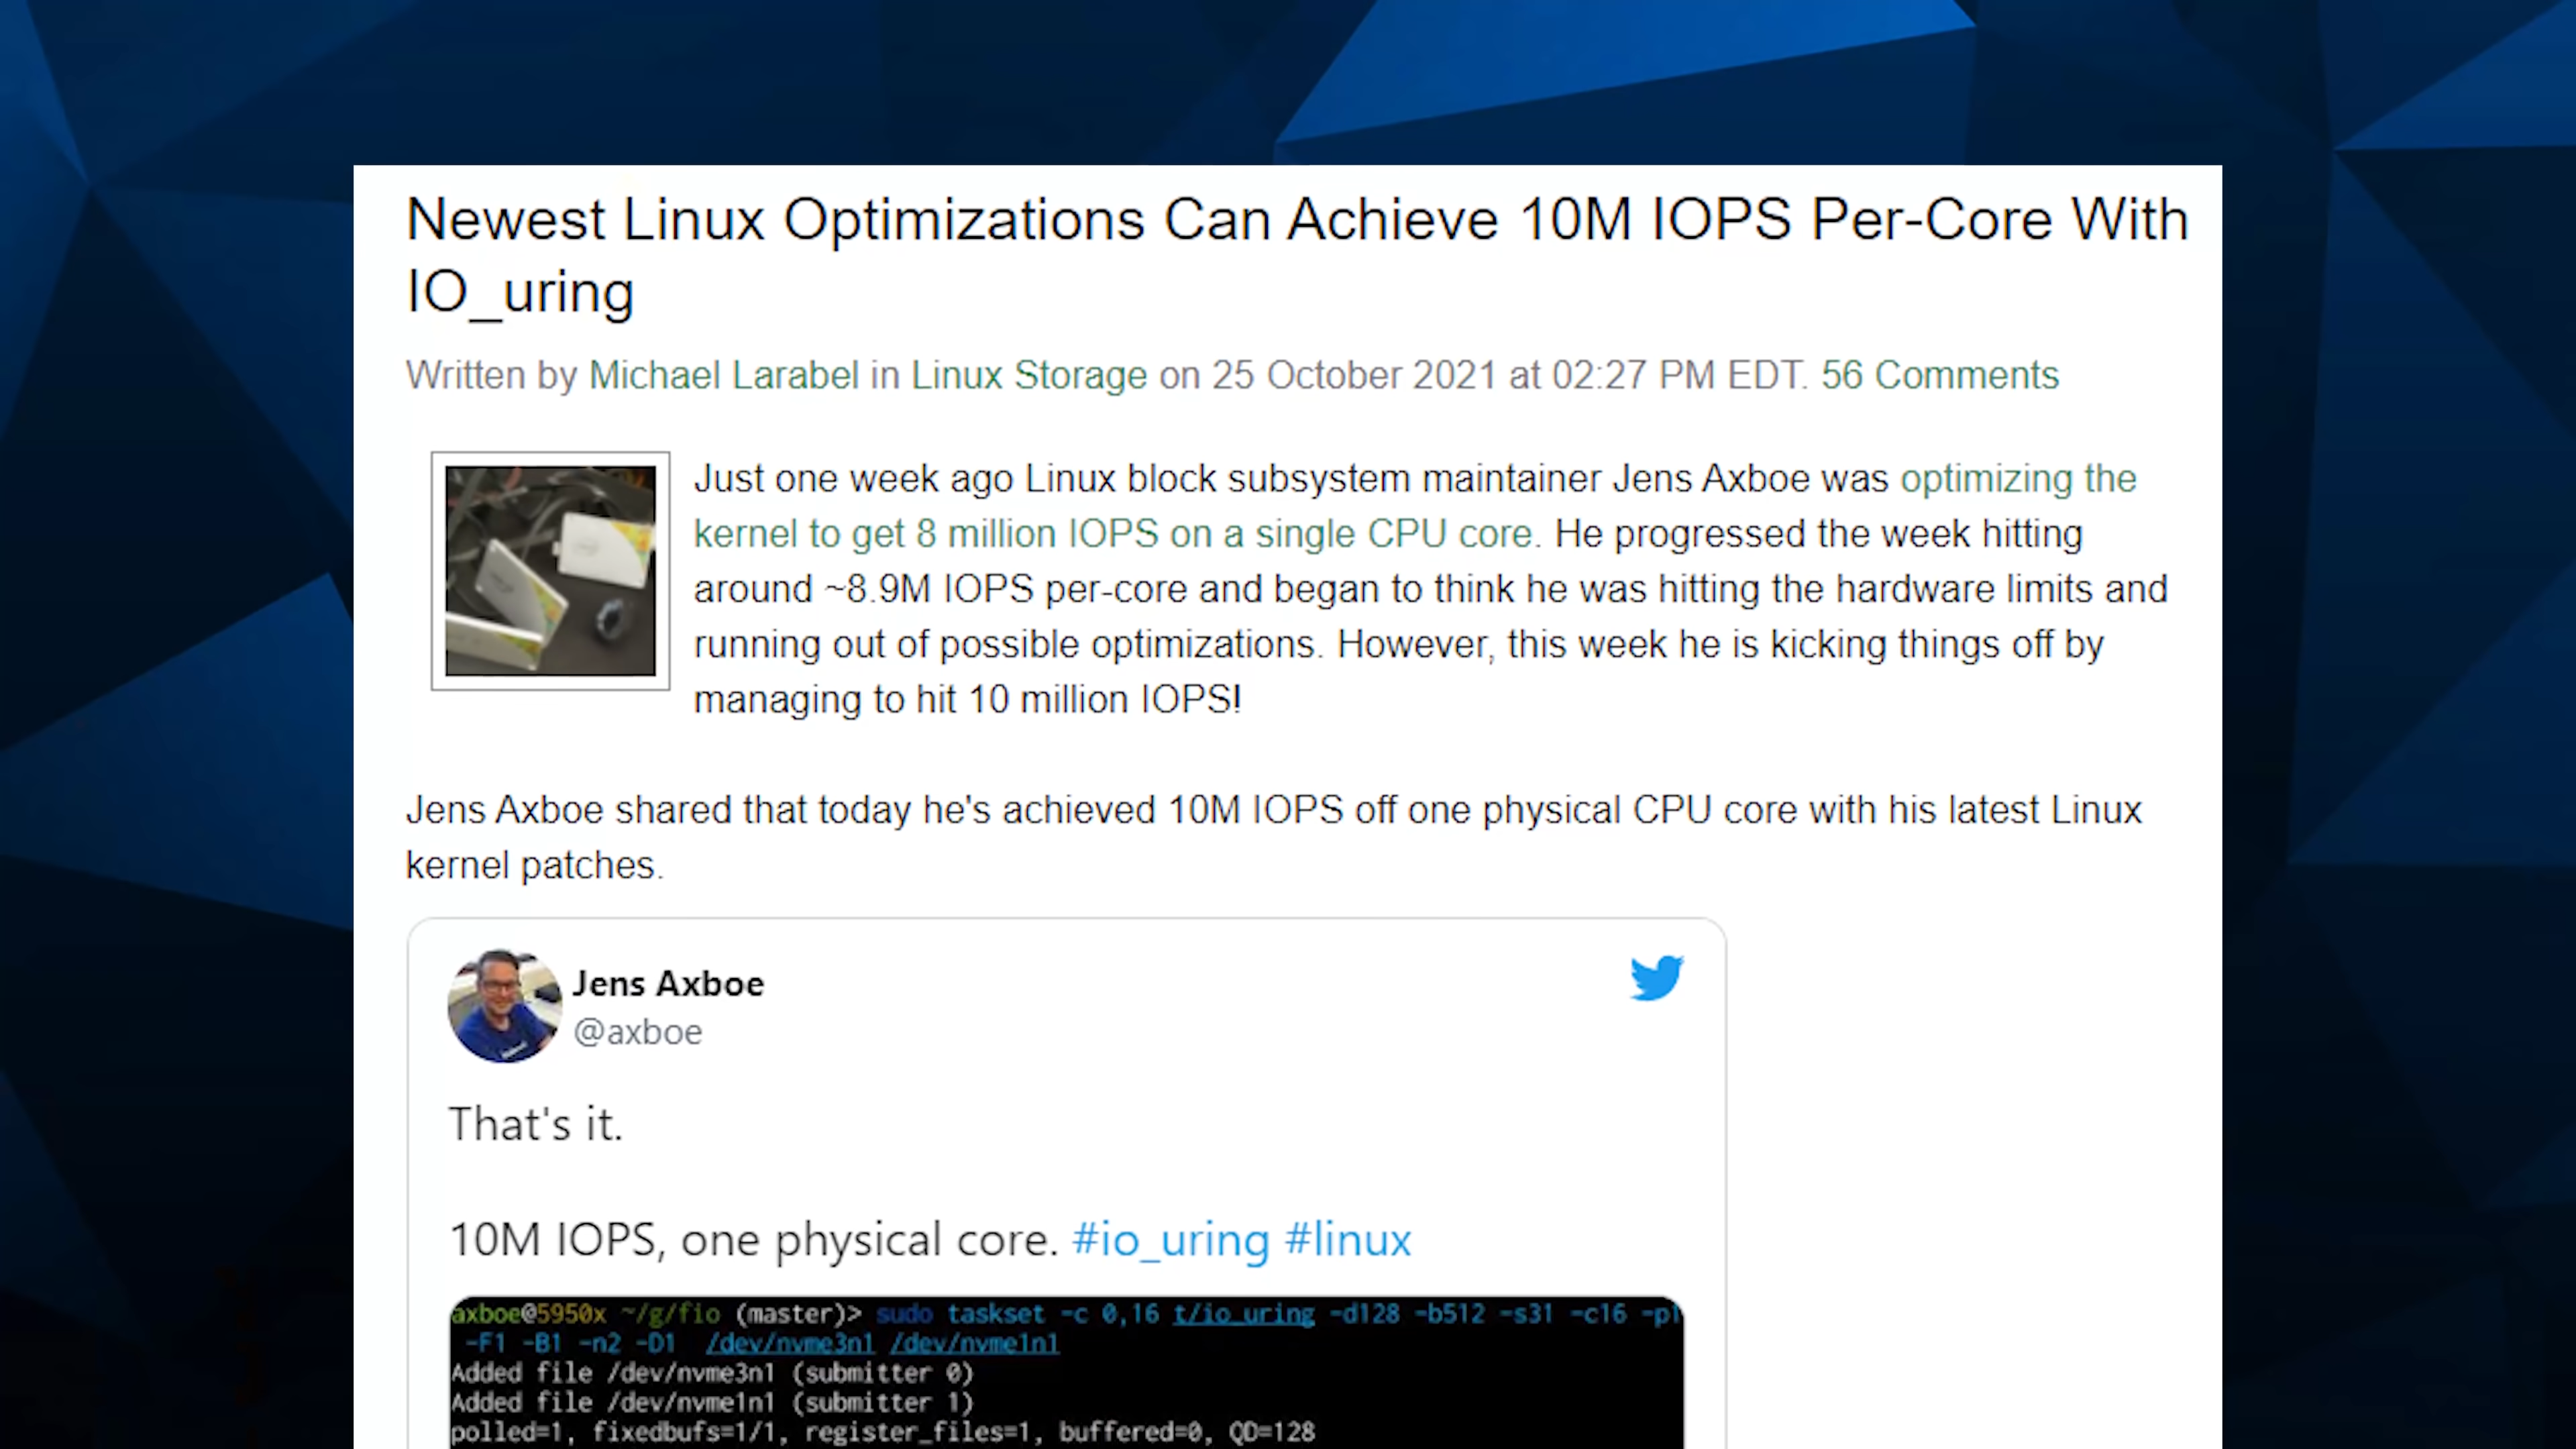 Newest Linux Optimizations Can Achieve 10M IOPS Per-Core With
IO_uring
Written by Michael Larabel in Linux Storage on 25 October 2021 at 02:27 PM EDT. 56 Comments
Just one week ago Linux block subsystem maintainer Jens Axboe was optimizing the
kernel to get 8 million IOPS on a single CPU core. He progressed the week hitting
around ~8.9M IOPS per-core and began to think he was hitting the hardware limits and
running out of possible optimizations. However, this week he is kicking things off by
managing to hit 10 million IOPS!
Jens Axboe shared that today he's achieved 10M IOPS off one physical CPU core with his latest Linux
kernel patches.
Jens Axboe
@axboe
That's it.
10M IOPS, one physical core. #io_uring #linux
axboe@5950x ~/g/fio (master)> sudo taskset -c 0,16 t/io_uring -d128 -b512 -s31 -c16 -p1
-F1 -B1 -n2 -D1 /dev/nvme3n1 /dev/nvme1n1
Added file /dev/nvme3n1 (submitter 0)
Added file /dev/nvme1n1 (submitter 1)
polled=1, fixedbufs=1/1, register_files=1, buffered=0, QD=128